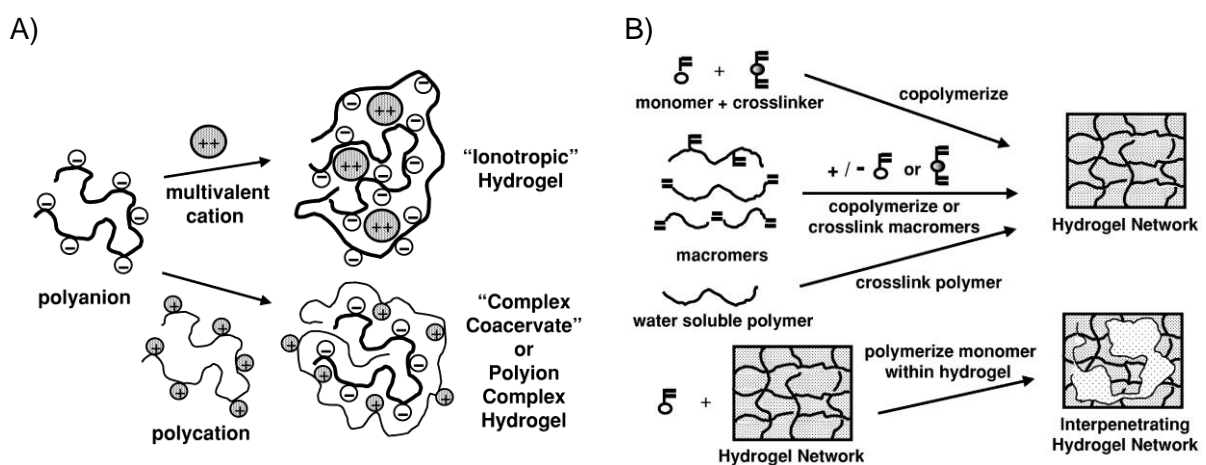 A)
++
multivalent
cation
polyanion
polycation
“Ionotropic”
Hydrogel
“Complex
Coacervate”
or
Polyion
Complex
Hydrogel
B)
+
monomer + crosslinker
copolymerize
macromers
+ / - or
copolymerize or
crosslink macromers
Hydrogel Network
crosslink polymer
water soluble polymer
polymerize monomer
within hydrogel
+
Hydrogel Network
Interpenetrating
Hydrogel Network